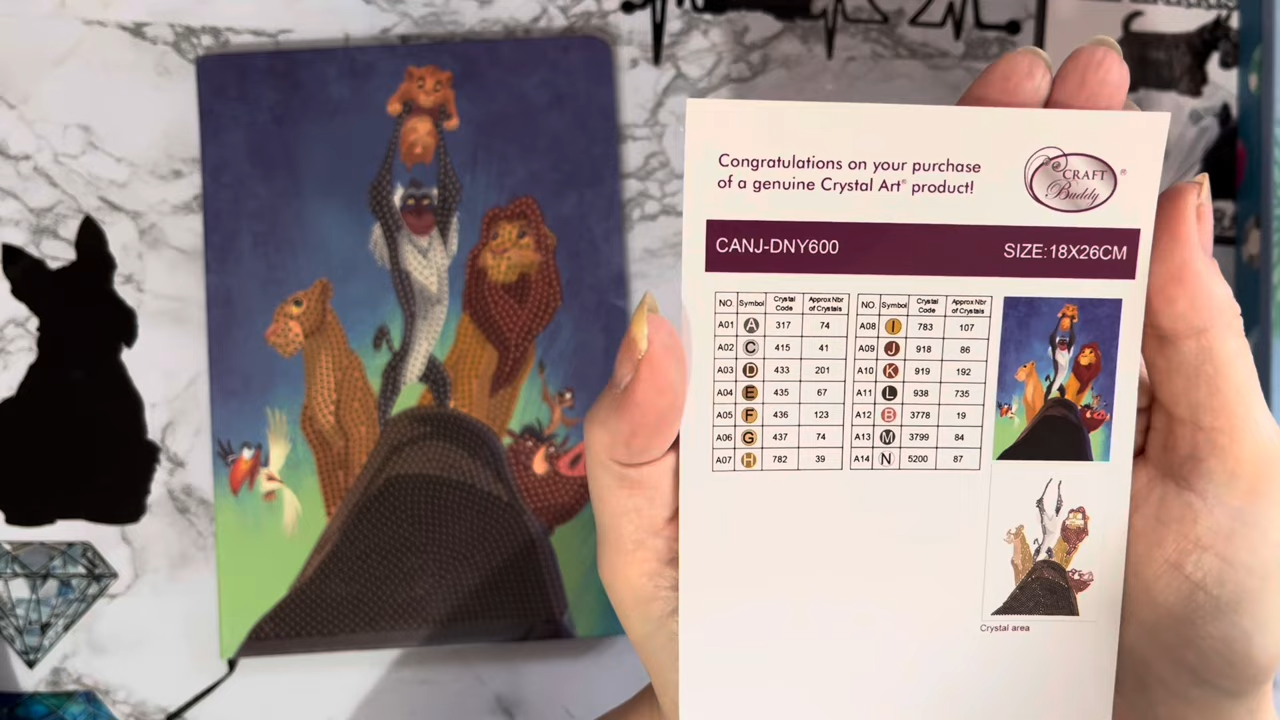 Congratulations on your purchase
of a genuine Crystal Art® product!
CRAFT
Buddy
®
CANJ-DNY600 SIZE:18X26CM
NO. Symbol Crystal Code Approx Nbr of Crystals
A01 A 317 74
A02 C 415 41
A03 D 433 201
A04 E 435 67
A05 F 436 123
A06 G 437 74
A07 H 782 39
NO. Symbol Crystal Code Approx Nbr of Crystals
A08 I 783 107
A09 J 918 86
A10 K 919 192
A11 L 938 735
A12 B 3778 19
A13 M 3799 84
A14 N 5200 87
Crystal area